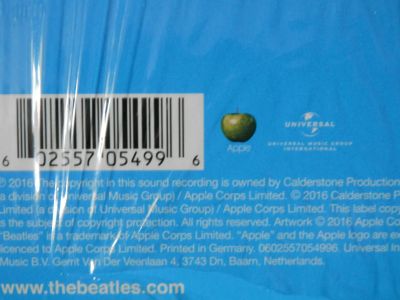 6 02557 05499 6
Apple
UNIVERSAL
UNIVERSAL MUSIC GROUP
INTERNATIONAL
℗ 2016 The copyright in this sound recording is owned by Calderstone Production
a division of Universal Music Group) / Apple Corps Limited. © 2016 Calderstone P
Limited (a division of Universal Music Group) / Apple Corps Limited. This label copy
is the subject of copyright protection. All rights reserved. Artwork © 2016 Apple
"Beatles" is a trademark of Apple Corps Limited. "Apple" and the Apple logo are ex
licenced to Apple Corps Limited. Printed in Germany. 0602557054996. Universal In
Music B.V. Gerrit Van Der Veenlaan 4, 3743 Dn, Baarn, Netherlands.
www.thebeatles.com